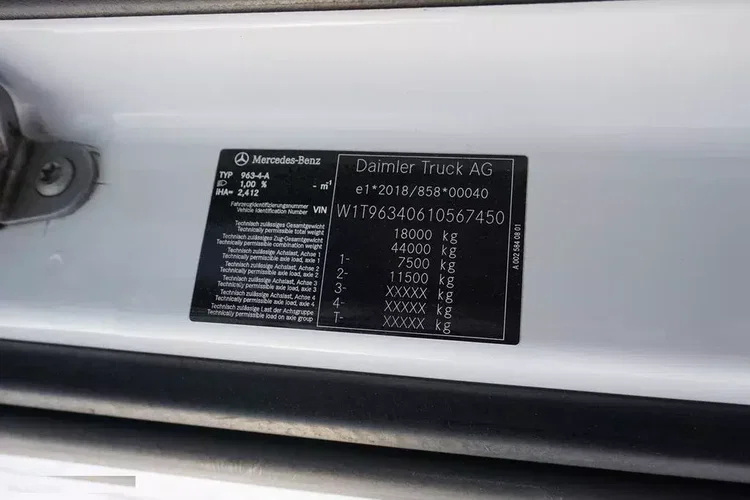 Mercedes-Benz
TYP 963-4-A
1,00 % - m¹
iHA= 2,412
Fahrzeugidentifizierungsnummer
Vehicle Identification Number VIN
Technisch zulässiges Gesamtgewicht
Technically permissible total weight
Technisch zulässiges Zug-Gesamtgewicht
Technically permissible combination weight
Technisch zulässige Achslast, Achse 1
Technically permissible axle load, axle 1
Technisch zulässige Achslast, Achse 2
Technically permissible axle load, axle 2
Technisch zulässige Achslast, Achse 3
Technically permissible axle load, axle 3
Technisch zulässige Achslast, Achse 4
Technically permissible axle load, axle 4
Technisch zulässige Last der Achsgruppe
Technically permissible load on axle group
Daimler Truck AG
e1*2018/858*00040
W1T96340610567450
18000 kg
44000 kg
1- 7500 kg
2- 11500 kg
3- XXXXX kg
4- XXXXX kg
T- XXXXX kg
A 002 584 08 01